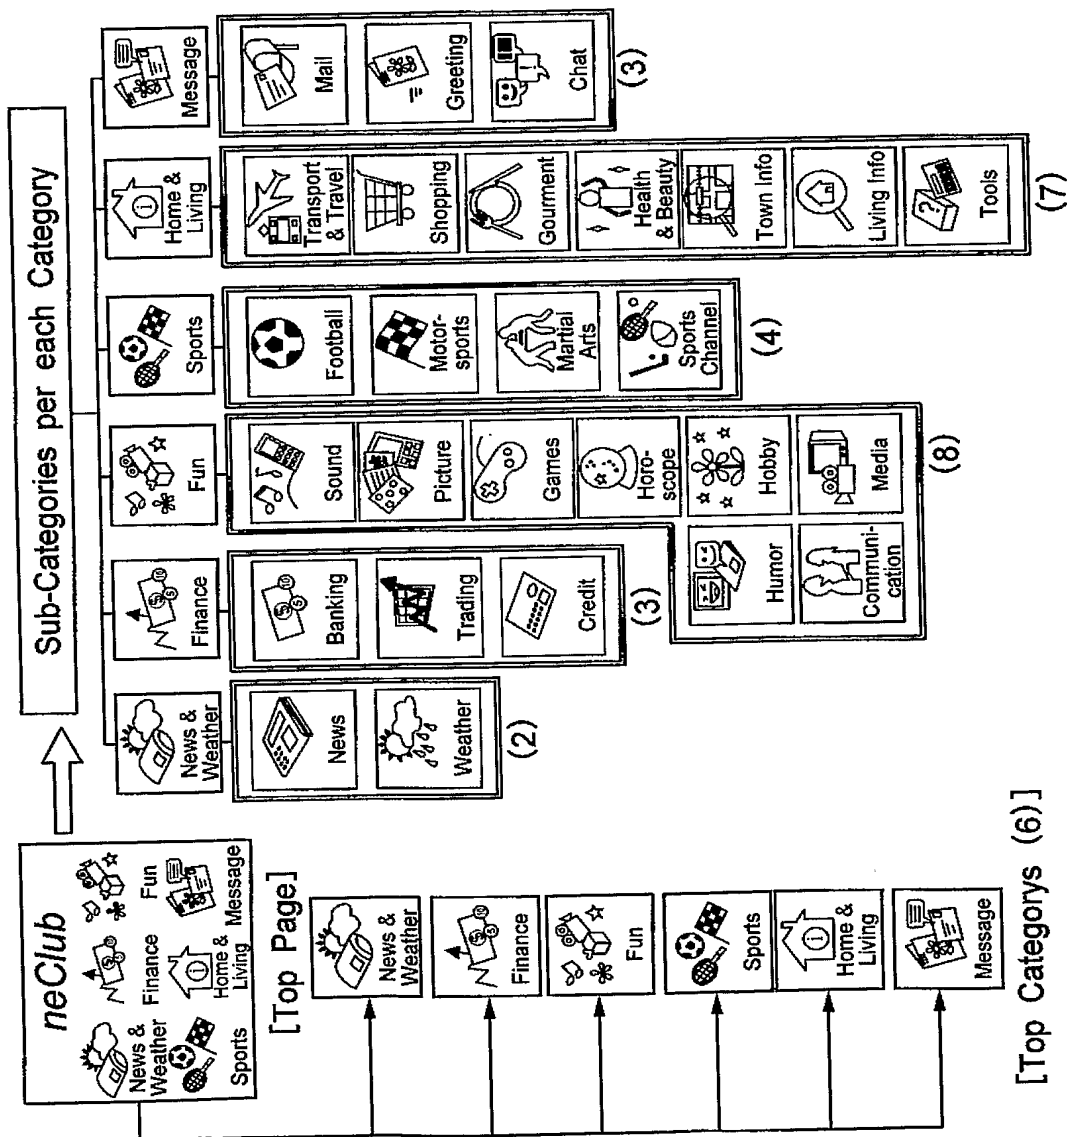 neClub
News &
Weather
Finance
Fun
Sports
Home &
Living
Message
[Top Page]
News &
Weather
Finance
Fun
Sports
Home &
Living
Message
[Top Categorys (6)]
Sub-Categories per each Category
News &
Weather
News
Weather
(2)
Finance
Banking
Trading
Credit
(3)
Fun
Sound
Picture
Games
Horo-
scope
Humor
Hobby
Communi-
cation
Media
(8)
Sports
Football
Motor-
sports
Martial
Arts
Sports
Channel
(4)
Home &
Living
Transport
& Travel
Shopping
Gourment
Health
& Beauty
Town Info
Living Info
Tools
(7)
Message
Mail
Greeting
Chat
(3)